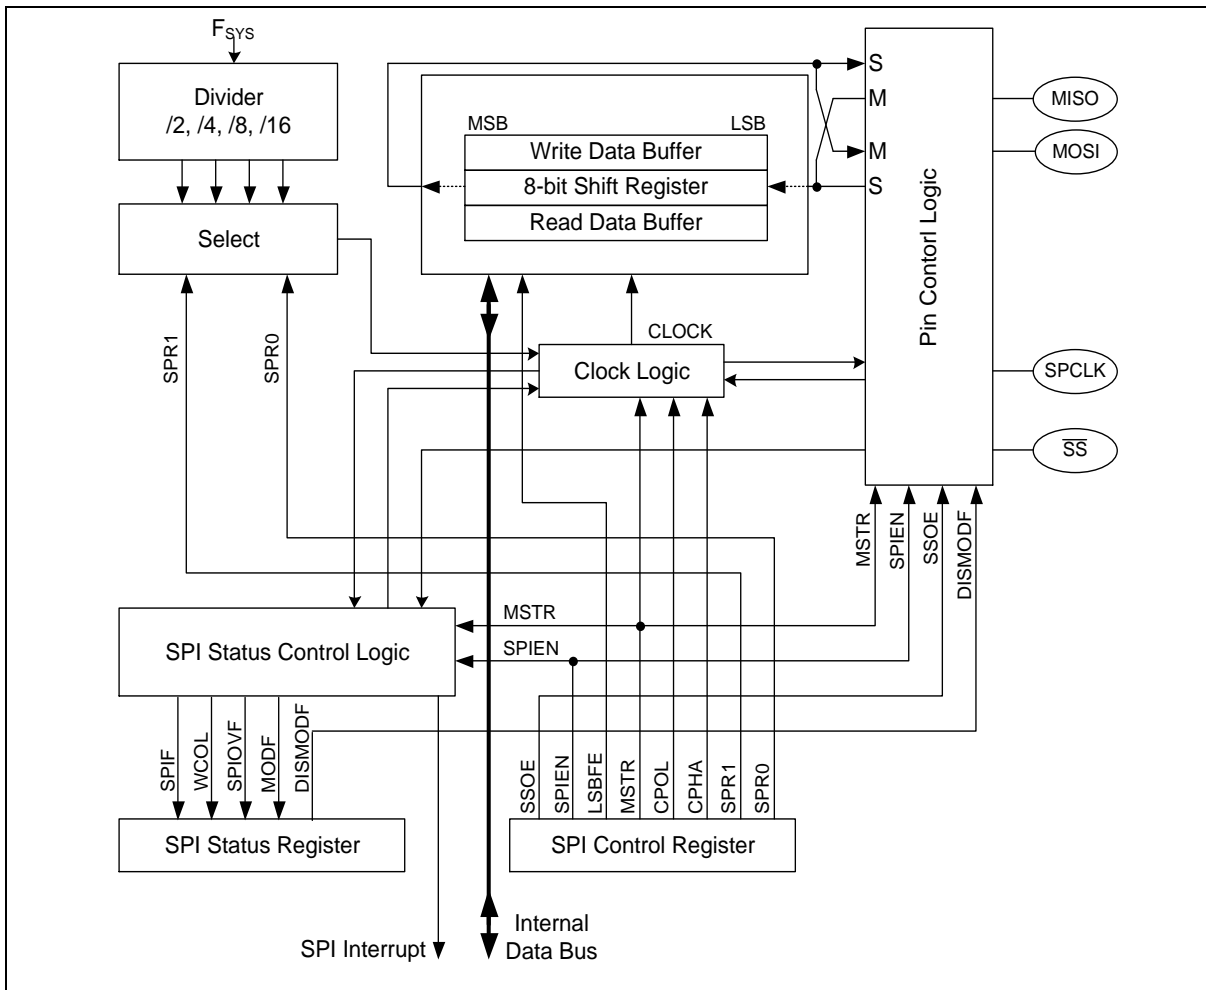 FSYS
Divider
/2, /4, /8, /16
Select
SPR1
SPR0
MSB
LSB
Write Data Buffer
8-bit Shift Register
Read Data Buffer
CLOCK
Clock Logic
S
M
M
S
Pin Contorl Logic
MISO
MOSI
SPCLK
SS
MSTR
SPIEN
SSOE
DISMODF
SPI Status Control Logic
MSTR
SPIEN
SPIF
WCOL
SPIOVF
MODF
DISMODF
SSOE
SPIEN
LSBFE
MSTR
CPOL
CPHA
SPR1
SPR0
SPI Status Register
SPI Control Register
SPI Interrupt
Internal
Data Bus